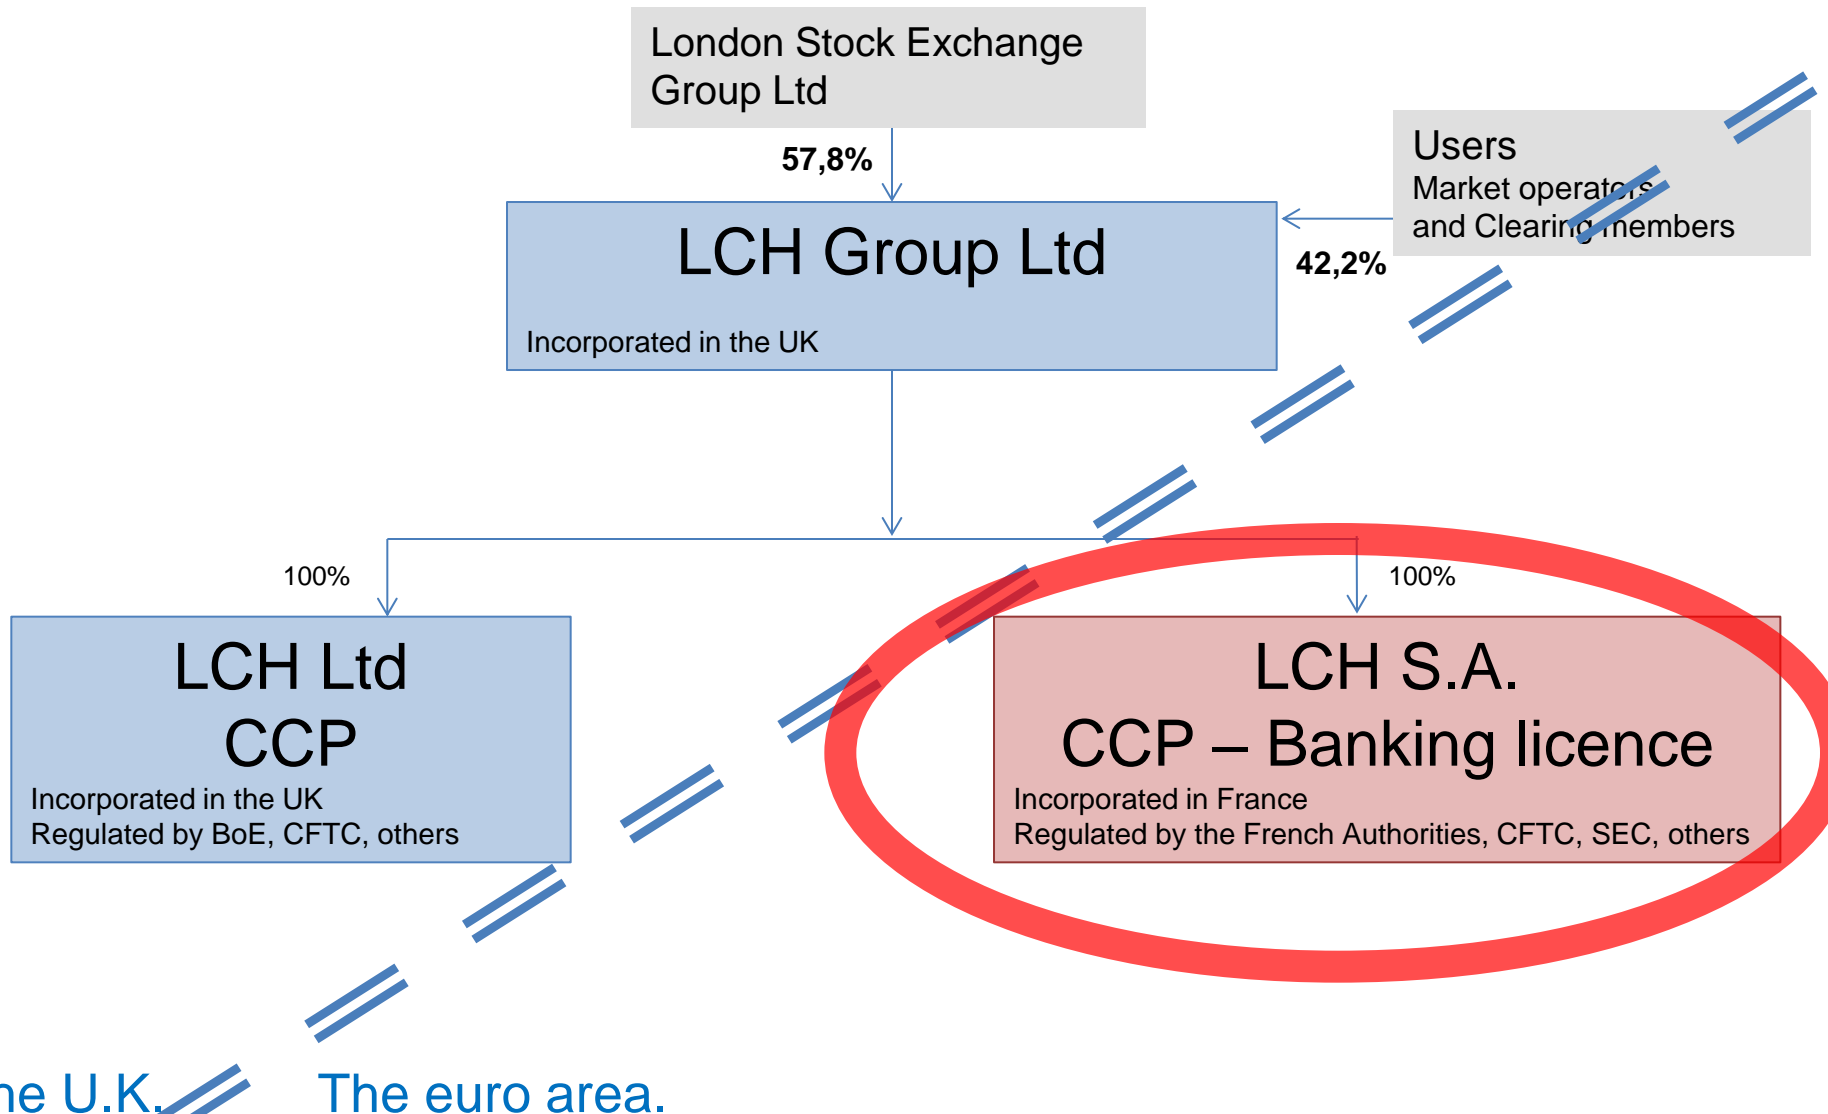 London Stock Exchange
Group Ltd
57,8%
Users
Market operators
and Clearing members
42,2%
LCH Group Ltd
Incorporated in the UK
100%
100%
LCH Ltd
CCP
Incorporated in the UK
Regulated by BoE, CFTC, others
LCH S.A.
CCP – Banking licence
Incorporated in France
Regulated by the French Authorities, CFTC, SEC, others
ne U.K.
The euro area.